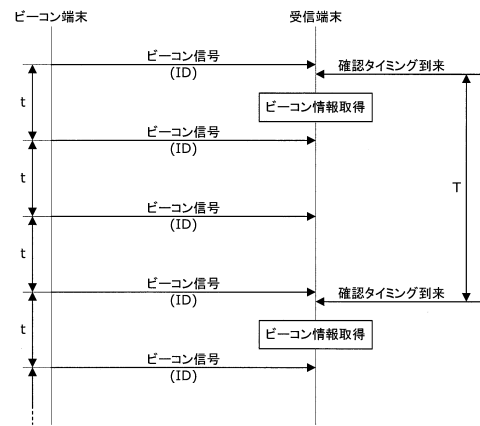 ビーコン端末
受信端末
ビーコン信号
(ID)
確認タイミング到来
t
ビーコン情報取得
ビーコン信号
(ID)
t
T
ビーコン信号
(ID)
t
ビーコン信号
(ID)
確認タイミング到来
t
ビーコン情報取得
ビーコン信号
(ID)